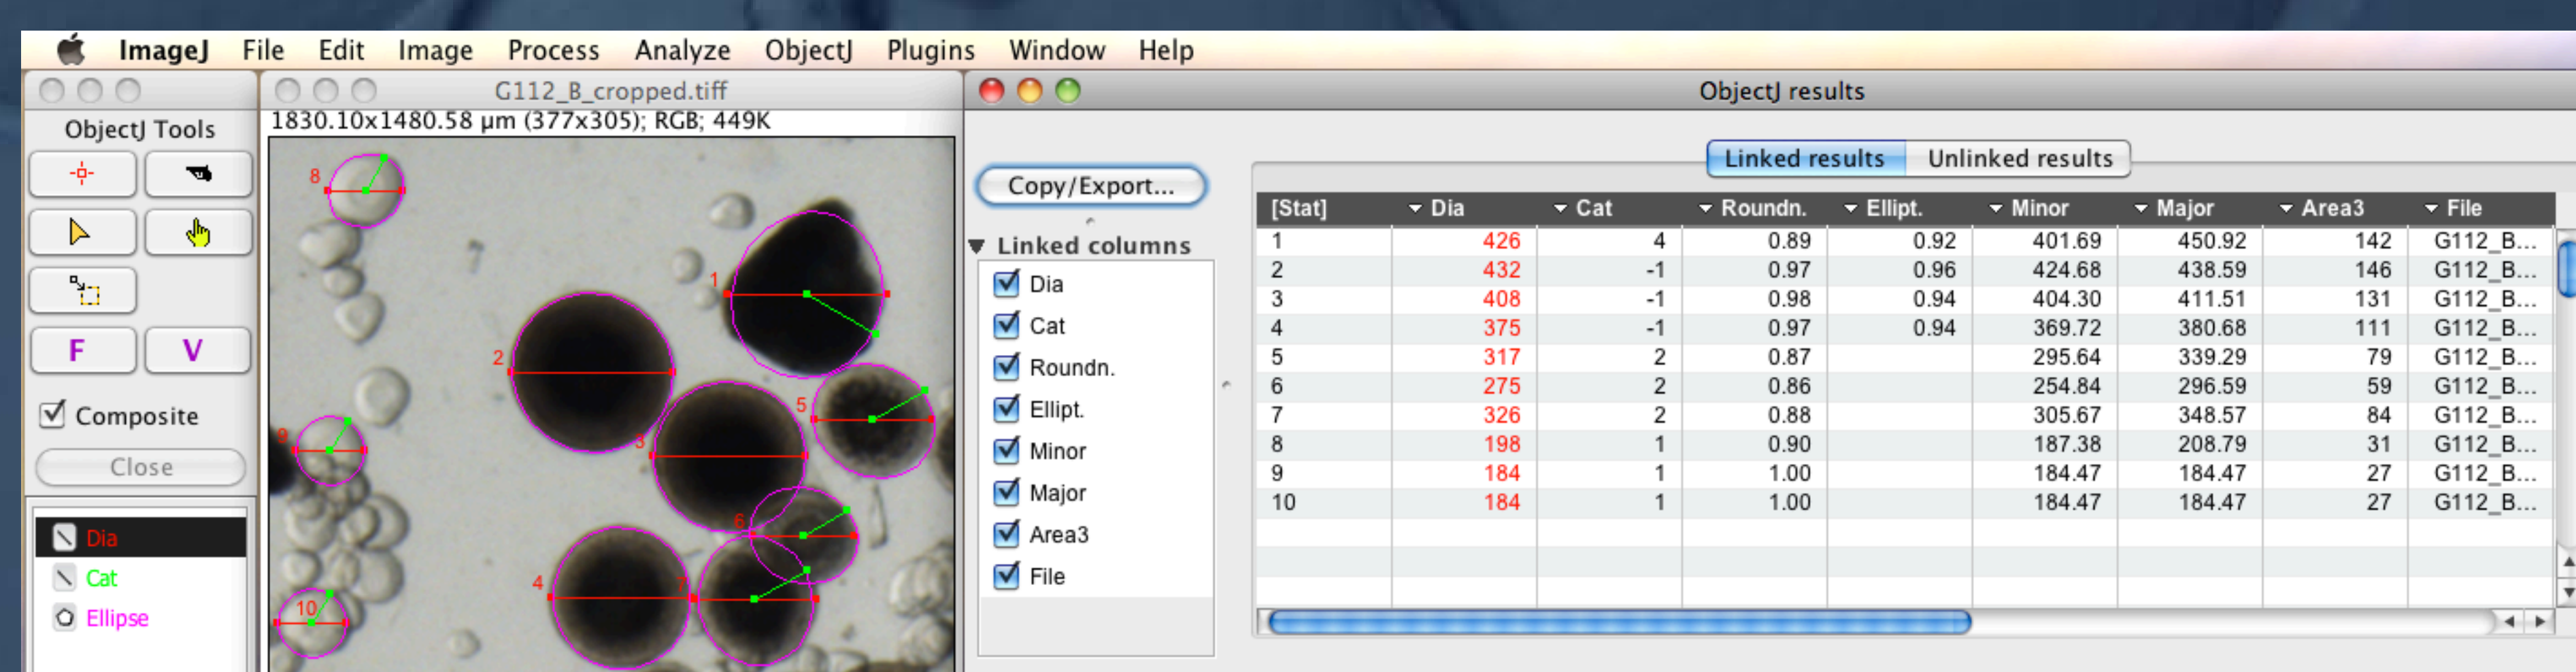 ImageJ File Edit Image Process Analyze ObjectJ Plugins Window Help
G112_B_cropped.tiff
1830.10x1480.58 µm (377x305); RGB; 449K
ObjectJ Tools
F V
Composite
Close
Dia
Cat
Ellipse
8
1
2
5
9
3
6
4
7
10
ObjectJ results
Linked results Unlinked results
Copy/Export...
Linked columns
Dia
Cat
Roundn.
Ellipt.
Minor
Major
Area3
File
[Stat] Dia Cat Roundn. Ellipt. Minor Major Area3 File
1 426 4 0.89 0.92 401.69 450.92 142 G112_B...
2 432 -1 0.97 0.96 424.68 438.59 146 G112_B...
3 408 -1 0.98 0.94 404.30 411.51 131 G112_B...
4 375 -1 0.97 0.94 369.72 380.68 111 G112_B...
5 317 2 0.87 295.64 339.29 79 G112_B...
6 275 2 0.86 254.84 296.59 59 G112_B...
7 326 2 0.88 305.67 348.57 84 G112_B...
8 198 1 0.90 187.38 208.79 31 G112_B...
9 184 1 1.00 184.47 184.47 27 G112_B...
10 184 1 1.00 184.47 184.47 27 G112_B...